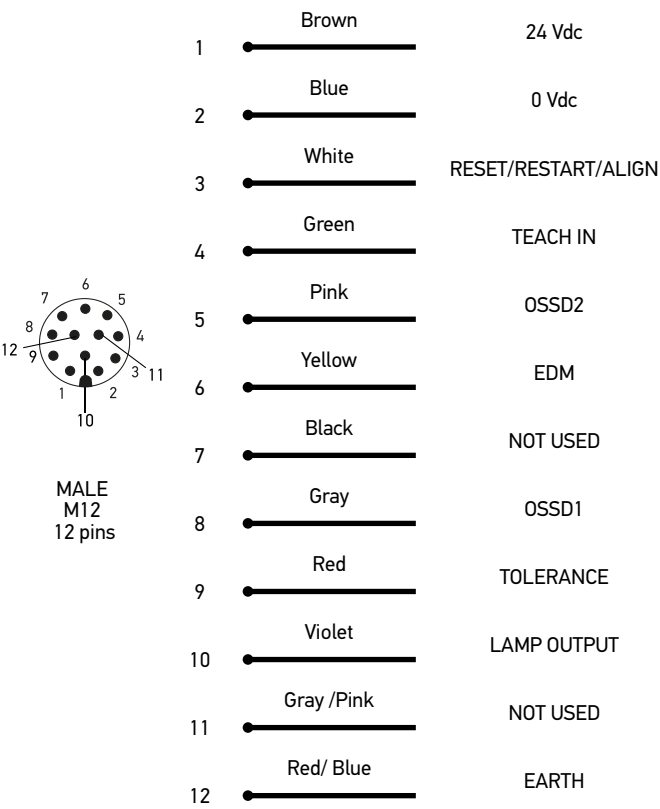 Brown
1
24 Vdc
Blue
2
0 Vdc
White
3
RESET/RESTART/ALIGN
Green
4
TEACH IN
Pink
5
OSSD2
Yellow
6
EDM
Black
7
NOT USED
Gray
8
OSSD1
Red
9
TOLERANCE
Violet
10
LAMP OUTPUT
Gray /Pink
11
NOT USED
Red/ Blue
12
EARTH
6
7
5
8
4
12
9
3
11
1
2
10
MALE
M12
12 pins